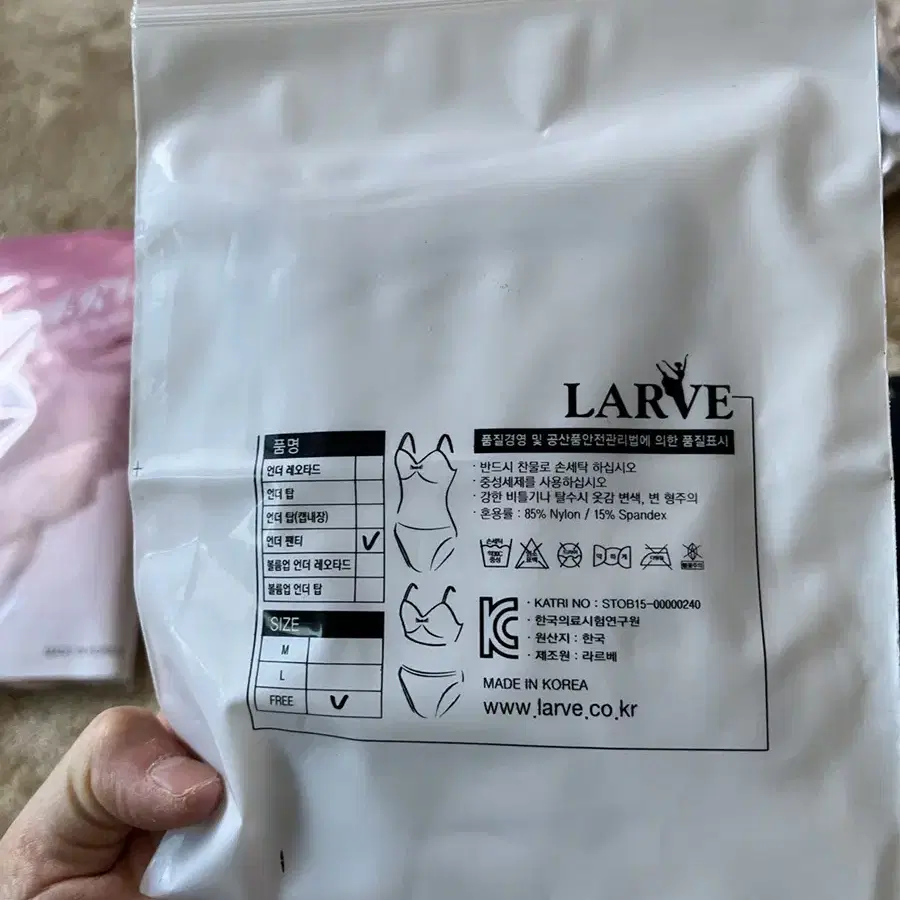 LARVE
품질경영 및 공산품안전관리법에 의한 품질표시
· 반드시 찬물로 손세탁 하십시오
· 중성세제를 사용하십시오
· 강한 비틀기나 탈수시 옷감 변색, 변 형주의
· 혼용률 : 85% Nylon / 15% Spandex
품명
언더 레오타드
언더 탑
언더 탑(캡내장)
언더 팬티
볼륨업 언더 레오타드
볼륨업 언더 탑
SIZE
M
L
FREE
· KATRI NO : STOB15-00000240
· 한국의료시험연구원
· 원산지 : 한국
· 제조원 : 라르베
MADE IN KOREA
www.larve.co.kr